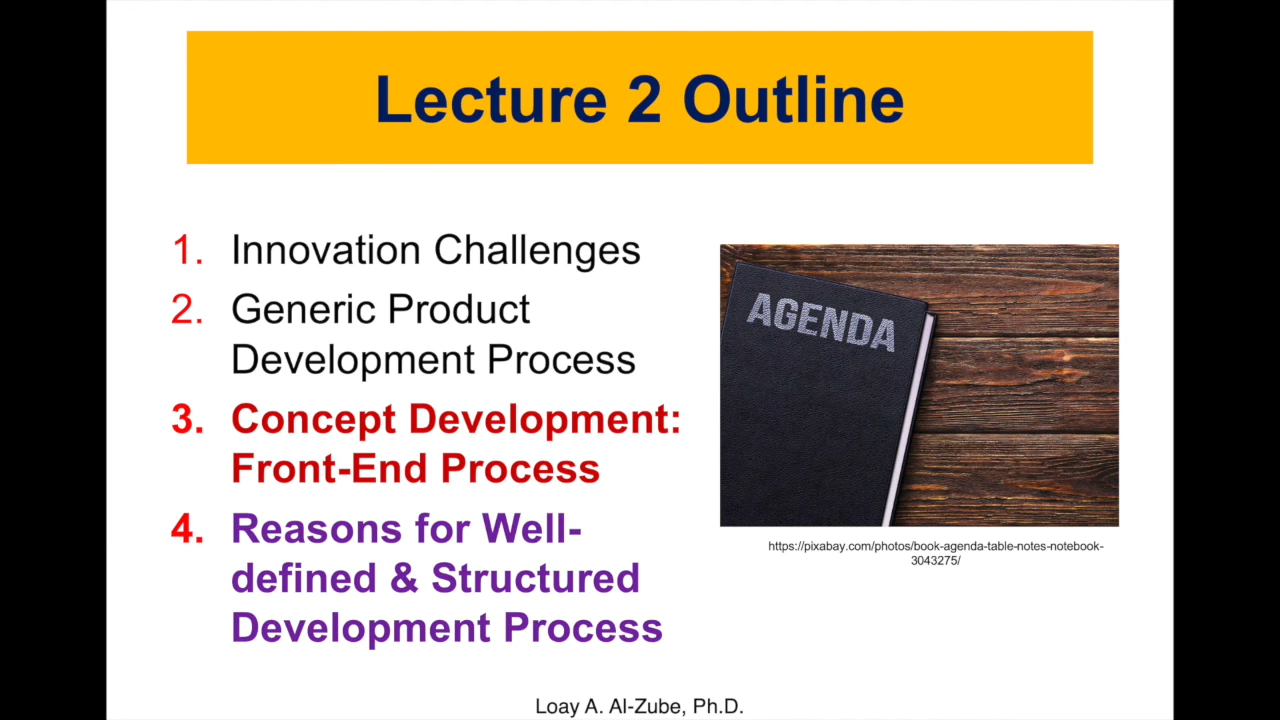 Lecture 2 Outline
1. Innovation Challenges
2. Generic Product
Development Process
3. Concept Development:
Front-End Process
4. Reasons for Well-
defined & Structured
Development Process
AGENDA
https://pixabay.com/photos/book-agenda-table-notes-notebook-
3043275/
Loay A. Al-Zube, Ph.D.